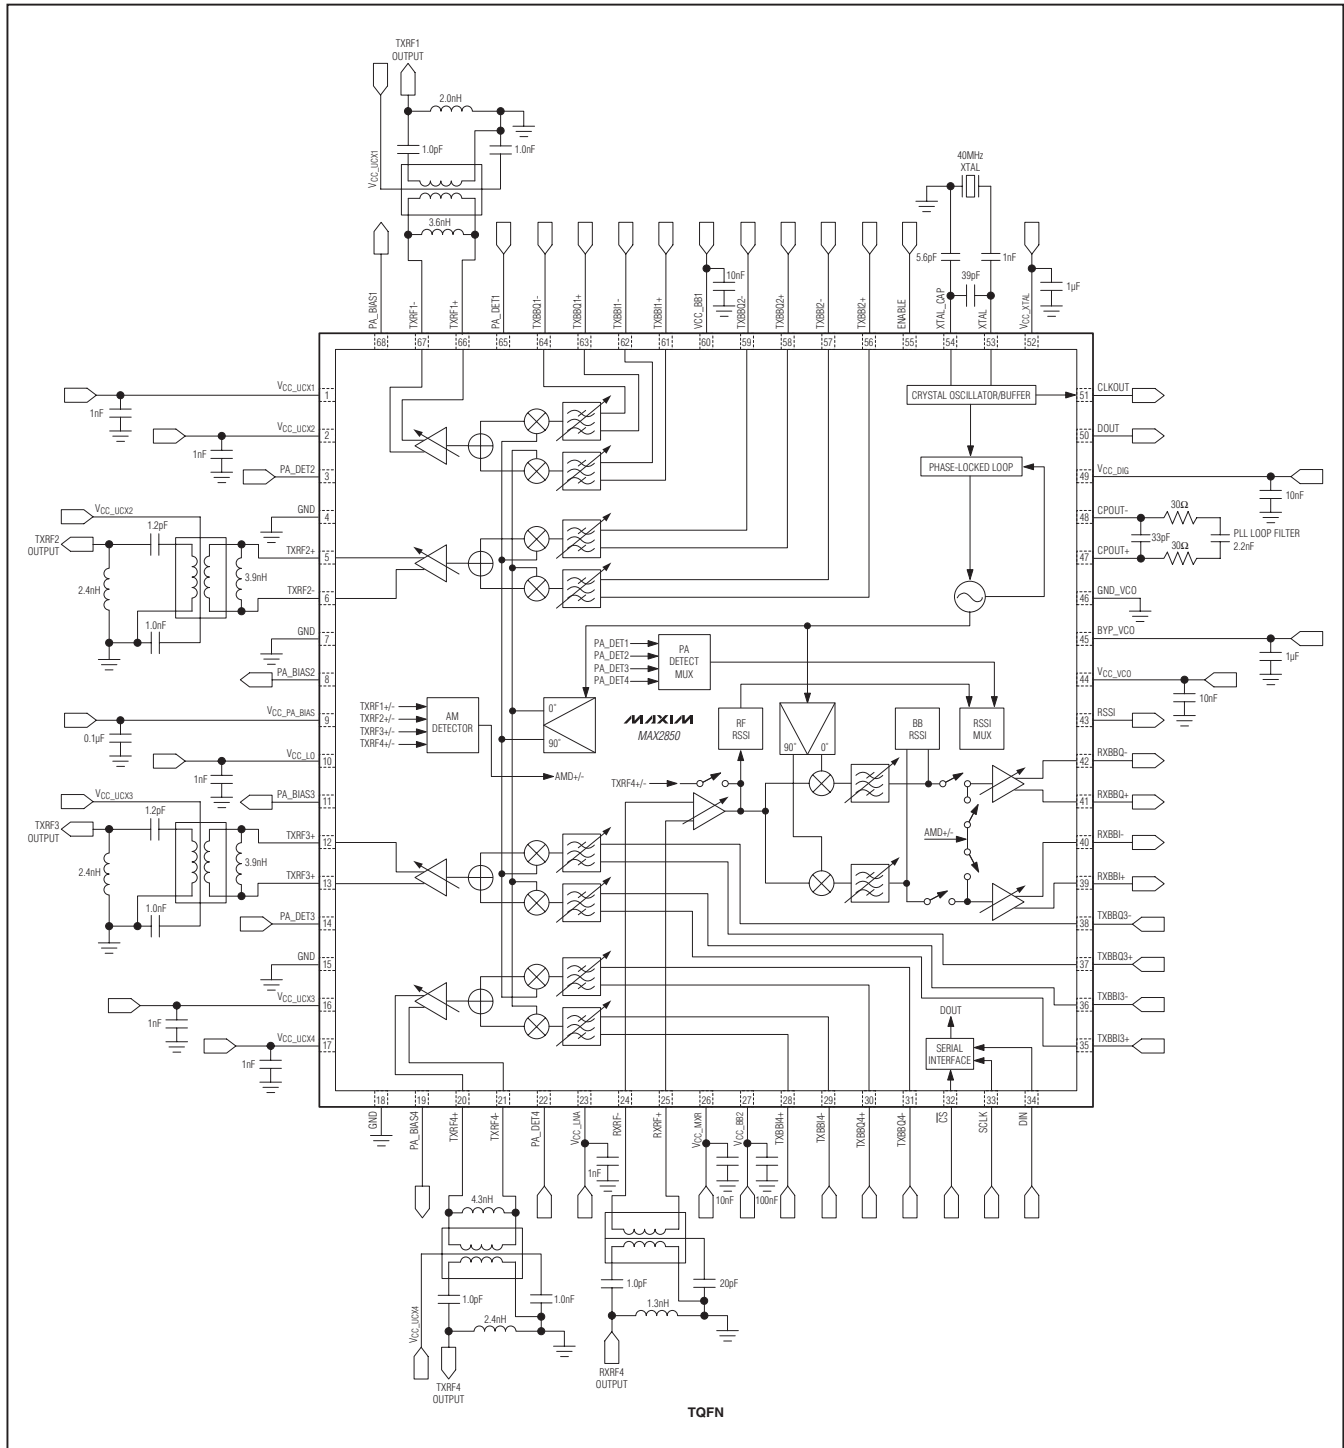 TXRF1
OUTPUT
2.0nH
1.0pF
1.0nF
VCC_UCX1
3.6nH
40MHz
XTAL
5.6pF
1nF
39pF
10nF
1µF
PA_BIAS1
TXRF1-
TXRF1+
PA_DET1
TXBBQ1-
TXBBQ1+
TXBBI1-
TXBBI1+
VCC_BB1
TXBBQ2-
TXBBQ2+
TXBBI2-
TXBBI2+
ENABLE
XTAL_CAP
XTAL
VCC_XTAL
68 67 66 65 64 63 62 61 60 59 58 57 56 55 54 53 52
VCC_UCX1
1
1nF
VCC_UCX2
2
1nF
PA_DET2
3
GND
4
VCC_UCX2
1.2pF
TXRF2
OUTPUT
TXRF2+
5
2.4nH
3.9nH
TXRF2-
6
1.0nF
GND
7
PA_BIAS2
8
VCC_PA_BIAS
9
0.1µF
VCC_LO
10
1nF
PA_BIAS3
11
VCC_UCX3
1.2pF
TXRF3
OUTPUT
TXRF3+
12
2.4nH
3.9nH
TXRF3+
13
1.0nF
PA_DET3
14
GND
15
VCC_UCX3
16
1nF
VCC_UCX4
17
1nF
CRYSTAL OSCILLATOR/BUFFER
PHASE-LOCKED LOOP
PA_DET1
PA_DET2
PA_DET3
PA_DET4
PA
DETECT
MUX
TXRF1+/-
TXRF2+/-
TXRF3+/-
TXRF4+/-
AM
DETECTOR
AMD+/-
0°
90°
MAXIM
MAX2850
RF
RSSI
90°
0°
BB
RSSI
RSSI
MUX
TXRF4+/-
AMD+/-
DOUT
SERIAL
INTERFACE
51
CLKOUT
50
DOUT
49
VCC_DIG
10nF
48
CPOUT-
30Ω
33pF
PLL LOOP FILTER
2.2nF
47
CPOUT+
30Ω
46
GND_VCO
45
BYP_VCO
1µF
44
VCC_VCO
10nF
43
RSSI
42
RXBBQ-
41
RXBBQ+
40
RXBBI-
39
RXBBI+
38
TXBBQ3-
37
TXBBQ3+
36
TXBBI3-
35
TXBBI3+
18 19 20 21 22 23 24 25 26 27 28 29 30 31 32 33 34
GND
PA_BIAS4
TXRF4+
TXRF4-
PA_DET4
VCC_LNA
RXRF-
RXRF+
VCC_MXR
VCC_BB2
TXBBI4+
TXBBI4-
TXBBQ4+
TXBBQ4-
CS
SCLK
DIN
1nF
10nF
100nF
4.3nH
1.0pF
1.0nF
VCC_UCX4
2.4nH
TXRF4
OUTPUT
1.0pF
20pF
1.3nH
RXRF4
OUTPUT
TQFN